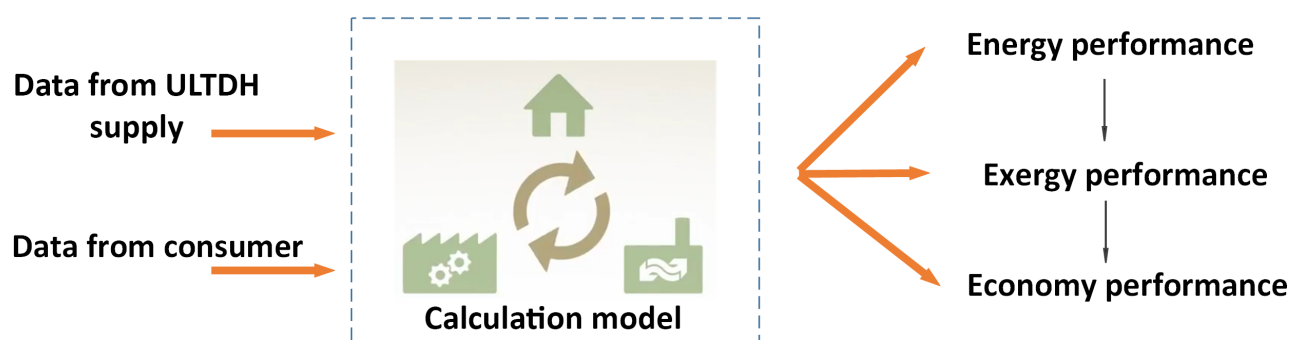 Data from ULTDH
supply
Data from consumer
Calculation model
Energy performance
Exergy performance
Economy performance